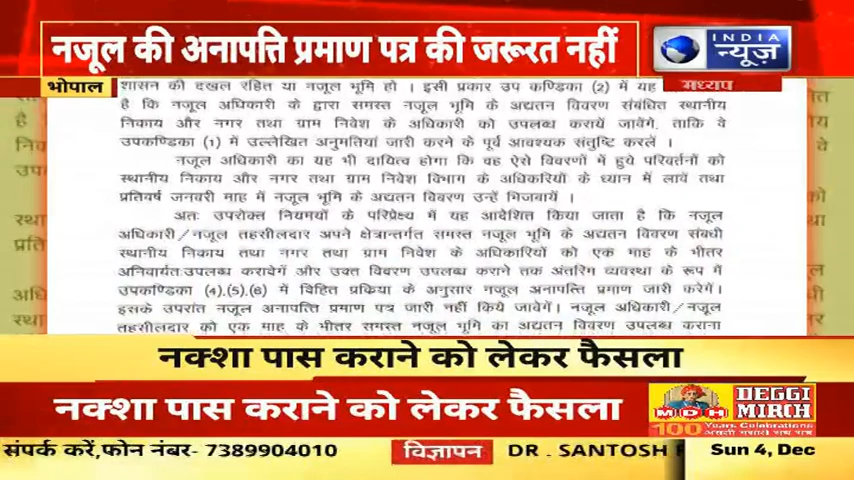 नजूल की अनापत्ति प्रमाण पत्र की जरूरत नहीं
INDIA
न्यूज़
भोपाल
मध्यप
शासन की दखल रहित या नजूल भूमि हो । इसी प्रकार उप कण्डिका (2) में यह
है कि नजूल अधिकारी के द्वारा समस्त नजूल भूमि के अद्यतन विवरण संबंधित स्थानीय
निकाय और नगर तथा ग्राम निवेश के अधिकारी को उपलब्ध करायें जावेंगे, ताकि वे
उपकण्डिका (1) में उल्लेखित अनुमतियां जारी करने के पूर्व आवश्यक संतुष्टि करलें ।
नजूल अधिकारी का यह भी दायित्व होगा कि वह ऐसे विवरणों में हुये परिवर्तनों को
स्थानीय निकाय और नगर तथा ग्राम निवेश विभाग के अधिकरियों के ध्यान में लावें तथा
प्रतिवर्ष जनवरी माह में नजूल भूमि के अद्यतन विवरण उन्हें भिजवायें ।
अतः उपरोक्त नियमों के परिप्रेक्ष्य में यह आदेशित किया जाता है कि नजूल
अधिकारी/नजूल तहसीलदार अपने क्षेत्रान्तर्गत समस्त नजूल भूमि के अद्यतन विवरण संबधी
स्थानीय निकाय तथा नगर तथा ग्राम निवेश के अधिकारियों को एक माह के भीतर
अनिवार्यतः उपलब्ध करावेगें और उक्त विवरण उपलब्ध कराने तक अंतरिम व्यवस्था के रूप में
उपकण्डिका (4),(5),(6) में विहित प्रकिया के अनुसार नजूल अनापत्ति प्रमाण जारी करेगें।
इसके उपरांत नजूल अनापत्ति प्रमाण पत्र जारी नहीं किये जावेगें। नजूल अधिकारी/नजूल
तहसीलदार को एक माह के भीतर समस्त नजूल भूमि का अद्यतन विवरण उपलब्ध कराना
नक्शा पास कराने को लेकर फैसला
नक्शा पास कराने को लेकर फैसला
MDH
DEGGI
MIRCH
100 Years Celebrations
असली मसाले सच सच
संपर्क करें,फोन नंबर- 7389904010
विज्ञापन
DR . SANTOSH
Sun 4, Dec